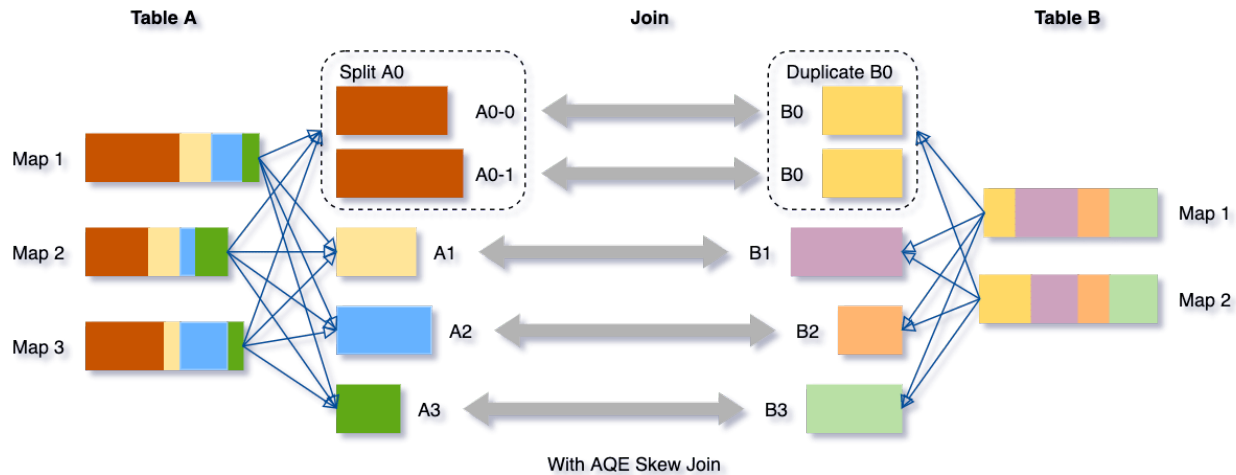 Table A
Join
Table B
Split A0
Duplicate B0
A0-0
B0
Map 1
A0-1
B0
Map 1
Map 2
A1
B1
Map 2
Map 3
A2
B2
A3
B3
With AQE Skew Join